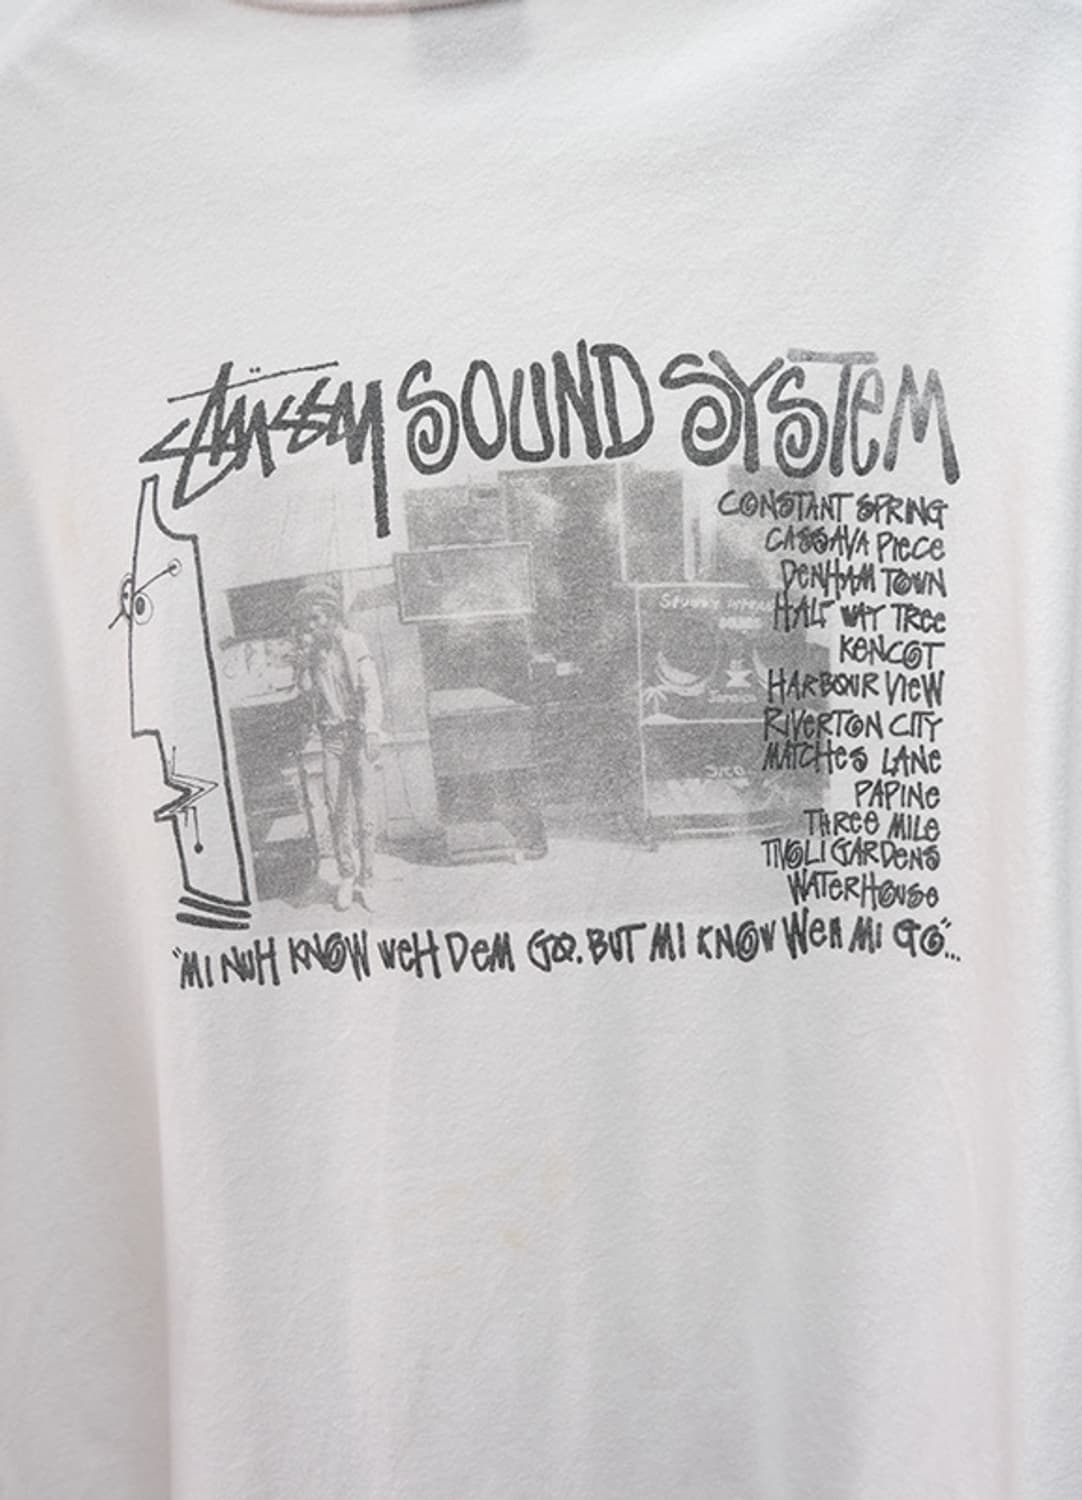 Stüssy SOUND SYSTeM
CONSTANT SPRING
CASSAVA PIeCe
DeNHAM TOWN
HALF WAY TRee
KeNCOT
HARBOUR VIeW
RIVeRTON CITY
MATCHeS LANe
PAPINe
THRee MILe
TIVOLI GARDeNS
WATeRHOUSe
"MI NUH KNOW WeH DeM GO. BUT MI KNOW WeH MI GO"...